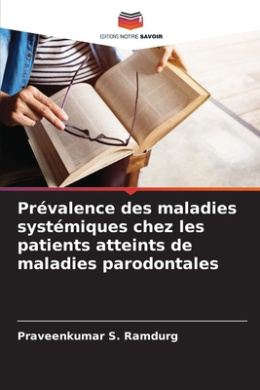 EDITIONS NOTRE SAVOIR
Prévalence des maladies
systémiques chez les
patients atteints de
maladies parodontales
Praveenkumar S. Ramdurg